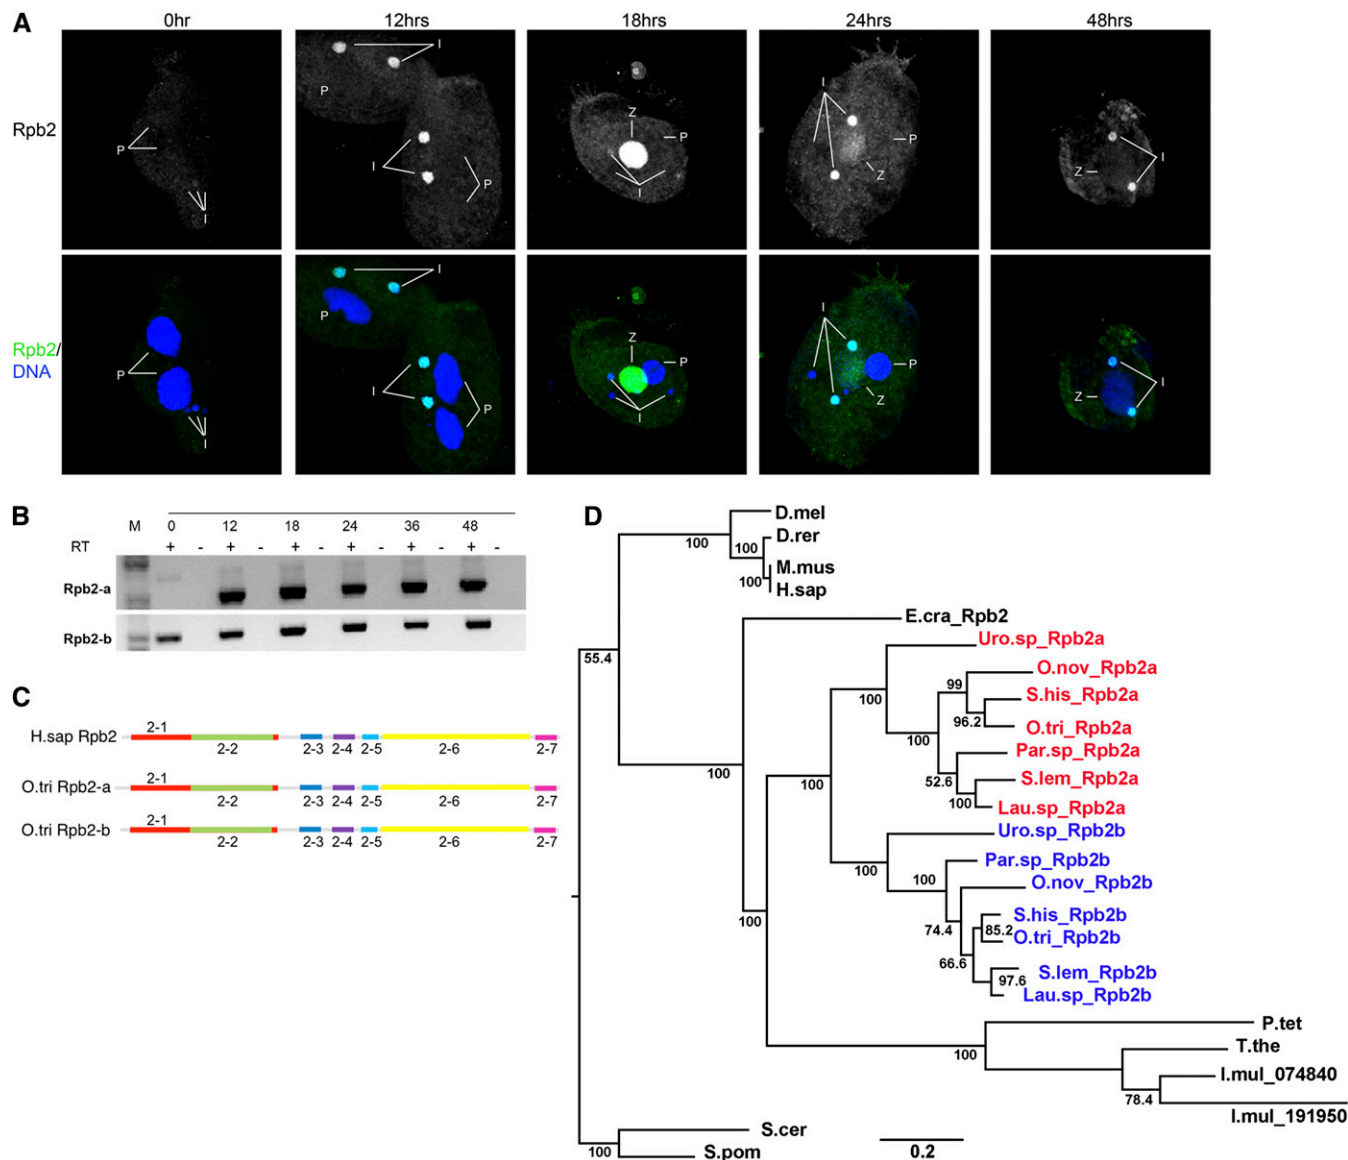 A
0hr
12hrs
18hrs
24hrs
48hrs
Rpb2
P
I
I
P
I
P
Z
P
I
I
P
Z
I
Z
Rpb2/
DNA
P
I
I
P
I
P
Z
P
I
I
P
Z
I
Z
B
M 0 12 18 24 36 48
RT + - + - + - + - + - + -
Rpb2-a
Rpb2-b
C
2-1
H.sap Rpb2
2-2 2-3 2-4 2-5 2-6 2-7
2-1
O.tri Rpb2-a
2-2 2-3 2-4 2-5 2-6 2-7
2-1
O.tri Rpb2-b
2-2 2-3 2-4 2-5 2-6 2-7
D
D.mel
100
100
D.rer
100
M.mus
H.sap
55.4
E.cra_Rpb2
100
Uro.sp_Rpb2a
100
O.nov_Rpb2a
99
S.his_Rpb2a
96.2
O.tri_Rpb2a
100
Par.sp_Rpb2a
52.6
S.lem_Rpb2a
100
Lau.sp_Rpb2a
100
Uro.sp_Rpb2b
100
Par.sp_Rpb2b
100
O.nov_Rpb2b
74.4
S.his_Rpb2b
85.2
O.tri_Rpb2b
66.6
S.lem_Rpb2b
97.6
Lau.sp_Rpb2b
100
P.tet
100
T.the
I.mul_074840
78.4
I.mul_191950
S.cer
100
S.pom
0.2